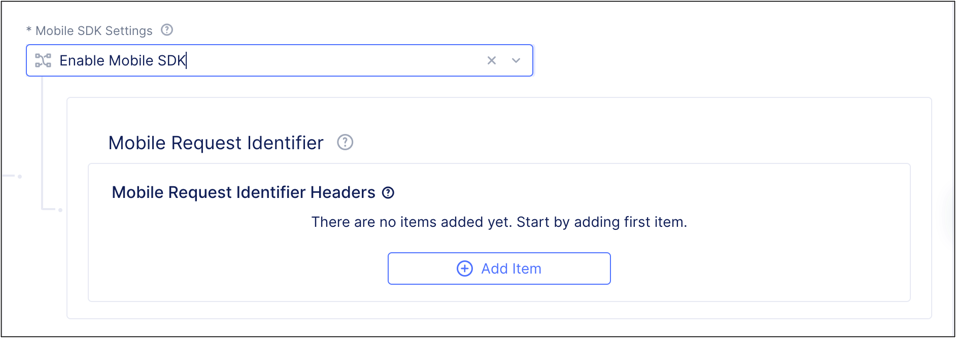 * Mobile SDK Settings
Enable Mobile SDK
Mobile Request Identifier
Mobile Request Identifier Headers
There are no items added yet. Start by adding first item.
Add Item